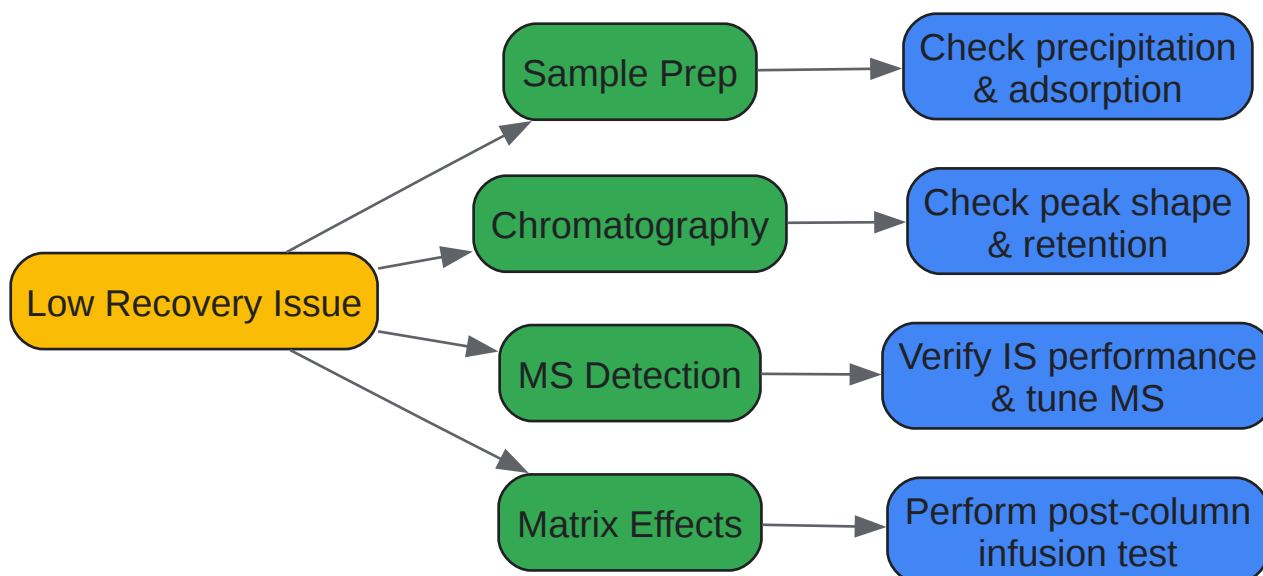 Low Recovery Issue
Sample Prep
Check precipitation
& adsorption
Chromatography
Check peak shape
& retention
MS Detection
Verify IS performance
& tune MS
Matrix Effects
Perform post-column
infusion test